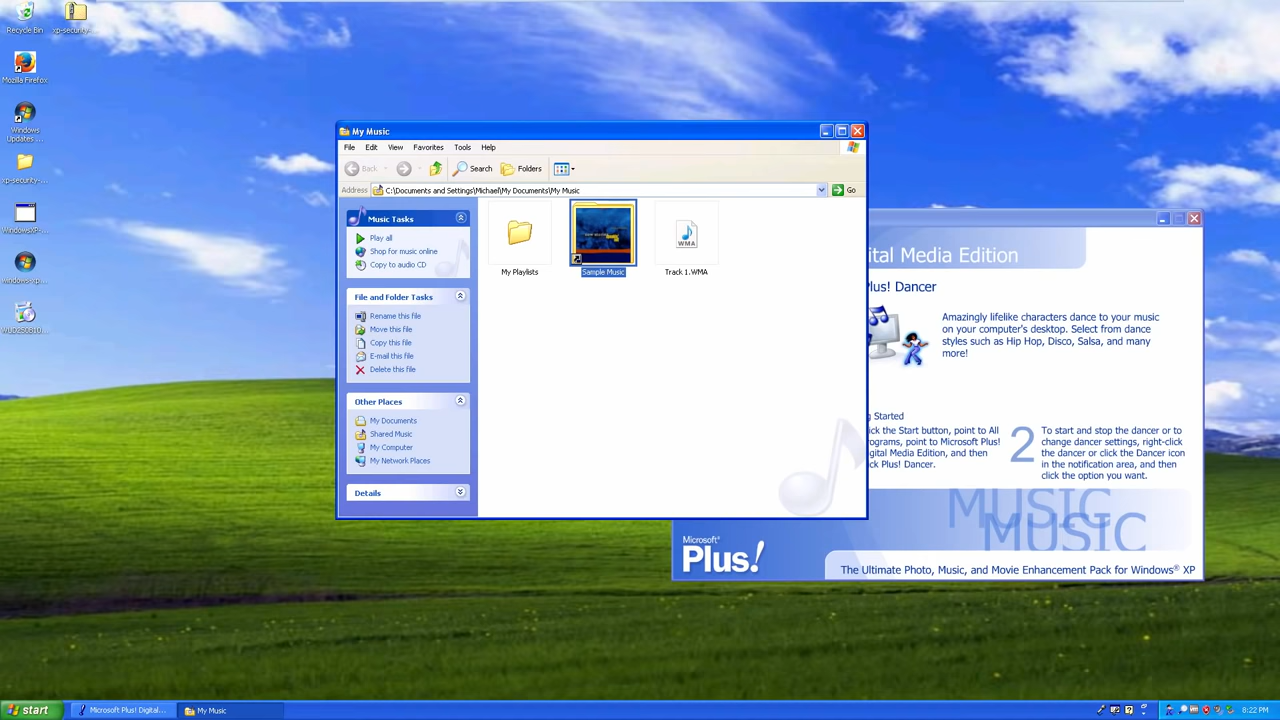 Recycle Bin
xp-security-...
Mozilla Firefox
Windows
Updates ...
xp-security-...
WindowsXP-...
windows-xp...
My Music
File Edit View Favorites Tools Help
Back Search Folders
Address C:\Documents and Settings\Michael\My Documents\My Music Go
Music Tasks
Play all
Shop for music online
Copy to audio CD
File and Folder Tasks
Rename this file
Move this file
Copy this file
E-mail this file
Delete this file
Other Places
My Documents
Shared Music
My Computer
My Network Places
Details
My Playlists
Sample Music
WMA
Track 1.WMA
ital Media Edition
Plus! Dancer
Amazingly lifelike characters dance to your music
on your computer's desktop. Select from dance
styles such as Hip Hop, Disco, Salsa, and many
more!
g Started
ick the Start button, point to All
ograms, point to Microsoft Plus!
igital Media Edition, and then
ick Plus! Dancer.
2
To start and stop the dancer or to
change dancer settings, right-click
the dancer or click the Dancer icon
in the notification area, and then
click the option you want.
MUSIC
MUSIC
Microsoft®
Plus!
The Ultimate Photo, Music, and Movie Enhancement Pack for Windows® XP
start
Microsoft Plus! Digital...
My Music
8:22 PM